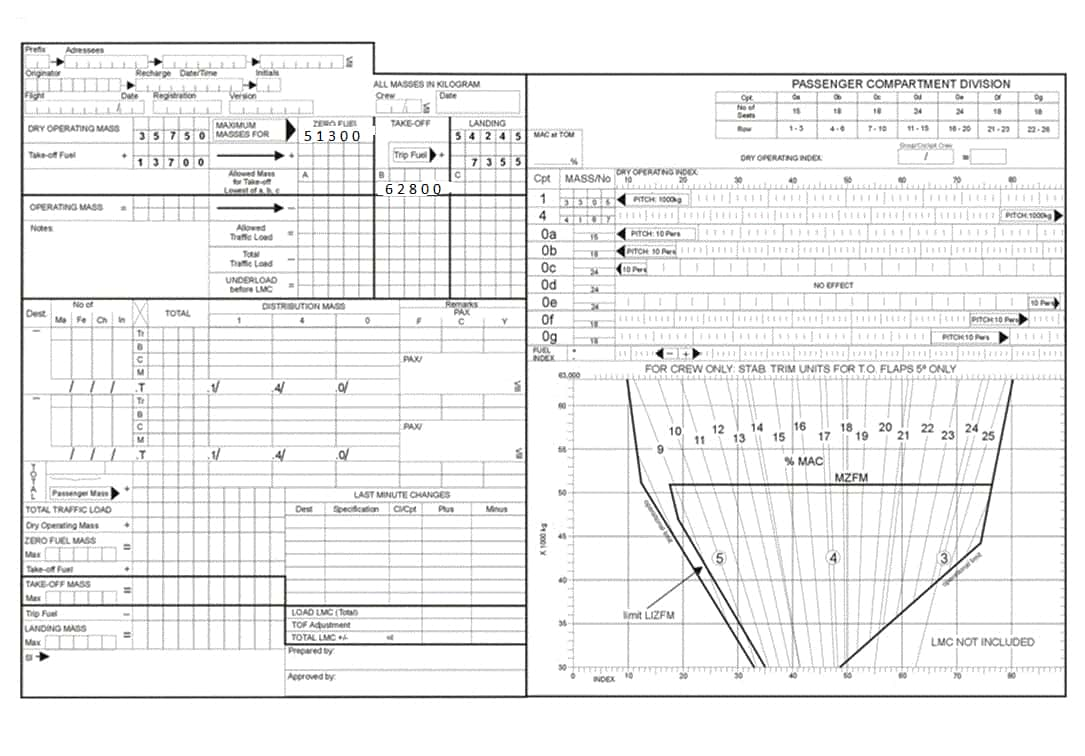 Prefix Adressees
Originator Recharge Date/Time Initials
Flight Date Registration Version
ALL MASSES IN KILOGRAM
Crew Date
DRY OPERATING MASS 3 5 7 5 0 MAXIMUM MASSES FOR ZERO FUEL 5 1 3 0 0 TAKE-OFF LANDING 5 4 2 4 5
Take-off Fuel + 1 3 7 0 0 + Trip Fuel + 7 3 5 5
Allowed Mass for Take-off Lowest of a, b, c A B C
6 2 8 0 0
OPERATING MASS = −
Notes: Allowed Traffic Load =
Total Traffic Load −
UNDERLOAD before LMC =
Dest. No of TOTAL DISTRIBUTION MASS Remarks
PAX
Ma Fe Ch In 1 4 0 F C Y
Tr
B
C PAX/
M
/ / / .T .1/ .4/ .0/
Tr
B
C PAX/
M
/ / / .T .1/ .4/ .0/
TOTAL
Passenger Mass +
LAST MINUTE CHANGES
TOTAL TRAFFIC LOAD Dest Specification Cl/Cpt Plus Minus
Dry Operating Mass +
ZERO FUEL MASS
Max =
Take-off Fuel +
TAKE-OFF MASS
Max =
Trip Fuel −
LANDING MASS
Max =
SI
LOAD LMC (Total)
TOF Adjustment
TOTAL LMC +/-
Prepared by:
Approved by:
PASSENGER COMPARTMENT DIVISION
Cpt. 0a 0b 0c 0d 0e 0f 0g
No of Seats 15 18 18 24 24 18 18
Row 1 - 3 4 - 6 7 - 10 11 - 15 16 - 20 21 - 23 22 - 26
MAC at TOM
%
Group/Cockpit Crew
DRY OPERATING INDEX: / =
Cpt MASS/No DRY OPERATING INDEX
10 20 30 40 50 60 70 80
1 3 3 0 5 PITCH: 1000kg
4 4 1 8 7 PITCH: 1000kg
0a 15 PITCH: 10 Pers
0b 18 PITCH: 10 Pers
0c 24 10 Pers
0d 24 NO EFFECT
0e 24 10 Pers
0f 18 PITCH:10 Pers
0g 18 PITCH:10 Pers
FUEL INDEX − +
FOR CREW ONLY: STAB. TRIM UNITS FOR T.O. FLAPS 5° ONLY
63,000
60
9 10 11 12 13 14 15 16 17 18 19 20 21 22 23 24 25
55
% MAC
MZFM
50
operational limit
X 1000 kg
45
5 4 3
operational limit
40
limit LIZFM
35
LMC NOT INCLUDED
30
0 INDEX 10 20 30 40 50 60 70 80